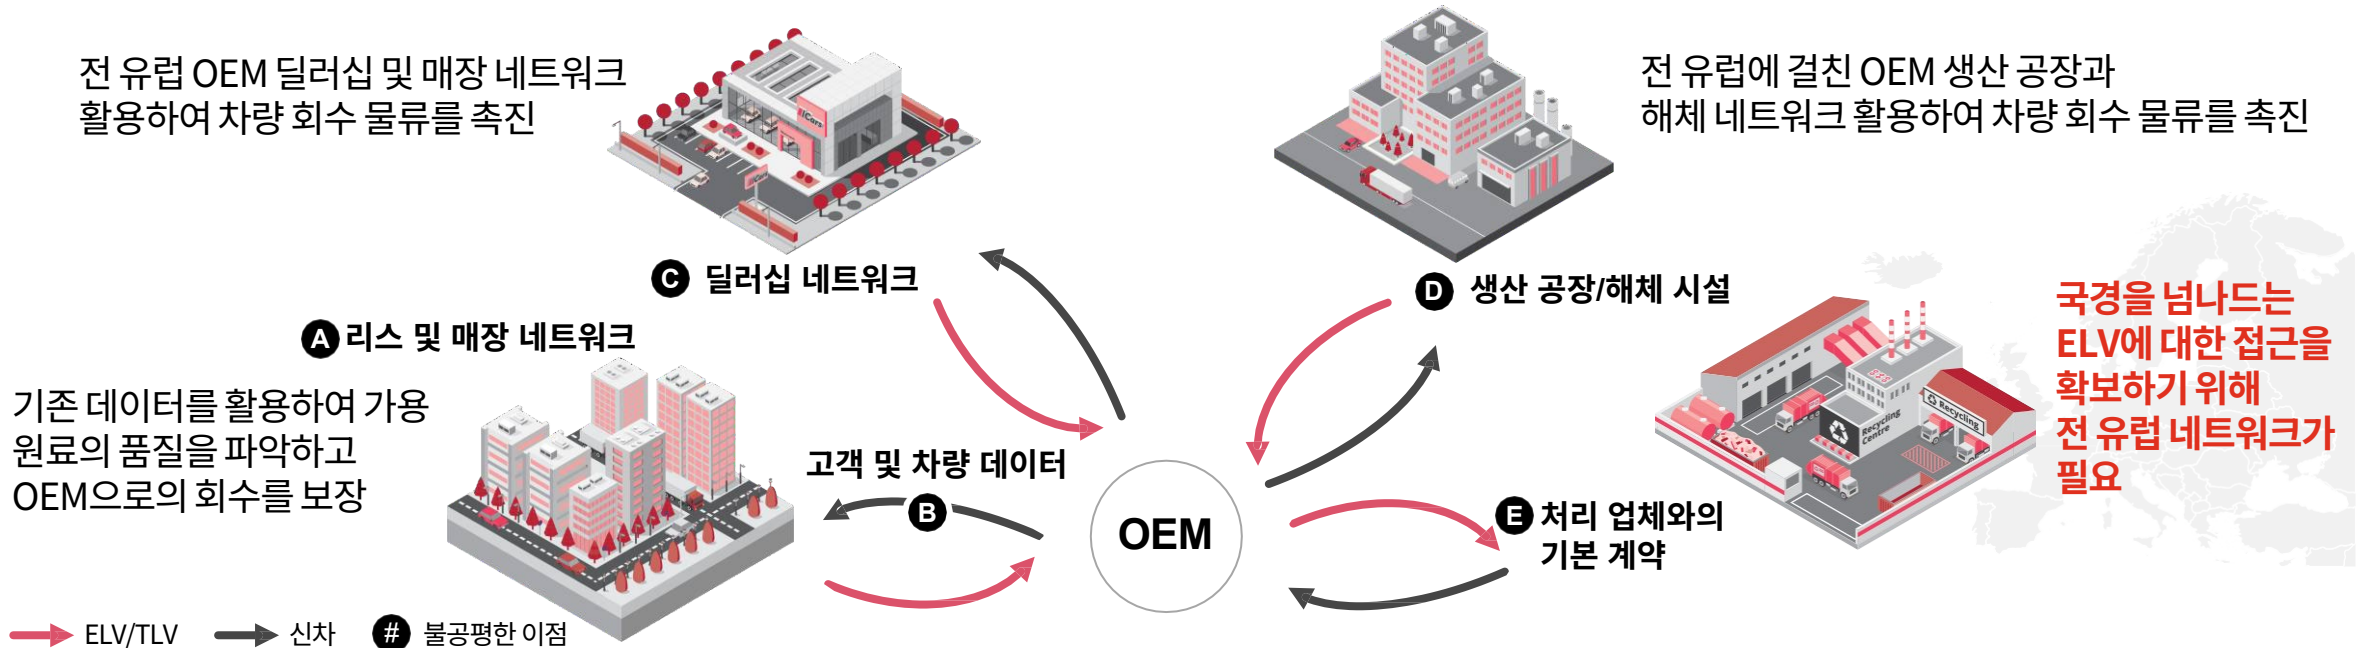 전 유럽 OEM 딜러십 및 매장 네트워크
활용하여 차량 회수 물류를 촉진
Cars
전 유럽에 걸친 OEM 생산 공장과
해체 네트워크 활용하여 차량 회수 물류를 촉진
C 딜러십 네트워크
D 생산 공장/해체 시설
A 리스 및 매장 네트워크
기존 데이터를 활용하여 가용
원료의 품질을 파악하고
OEM으로의 회수를 보장
고객 및 차량 데이터
B
OEM
E 처리 업체와의
기본 계약
Recycling
Centre
Recycling
국경을 넘나드는
ELV에 대한 접근을
확보하기 위해
전 유럽 네트워크가
필요
ELV/TLV
신차
# 불공평한 이점